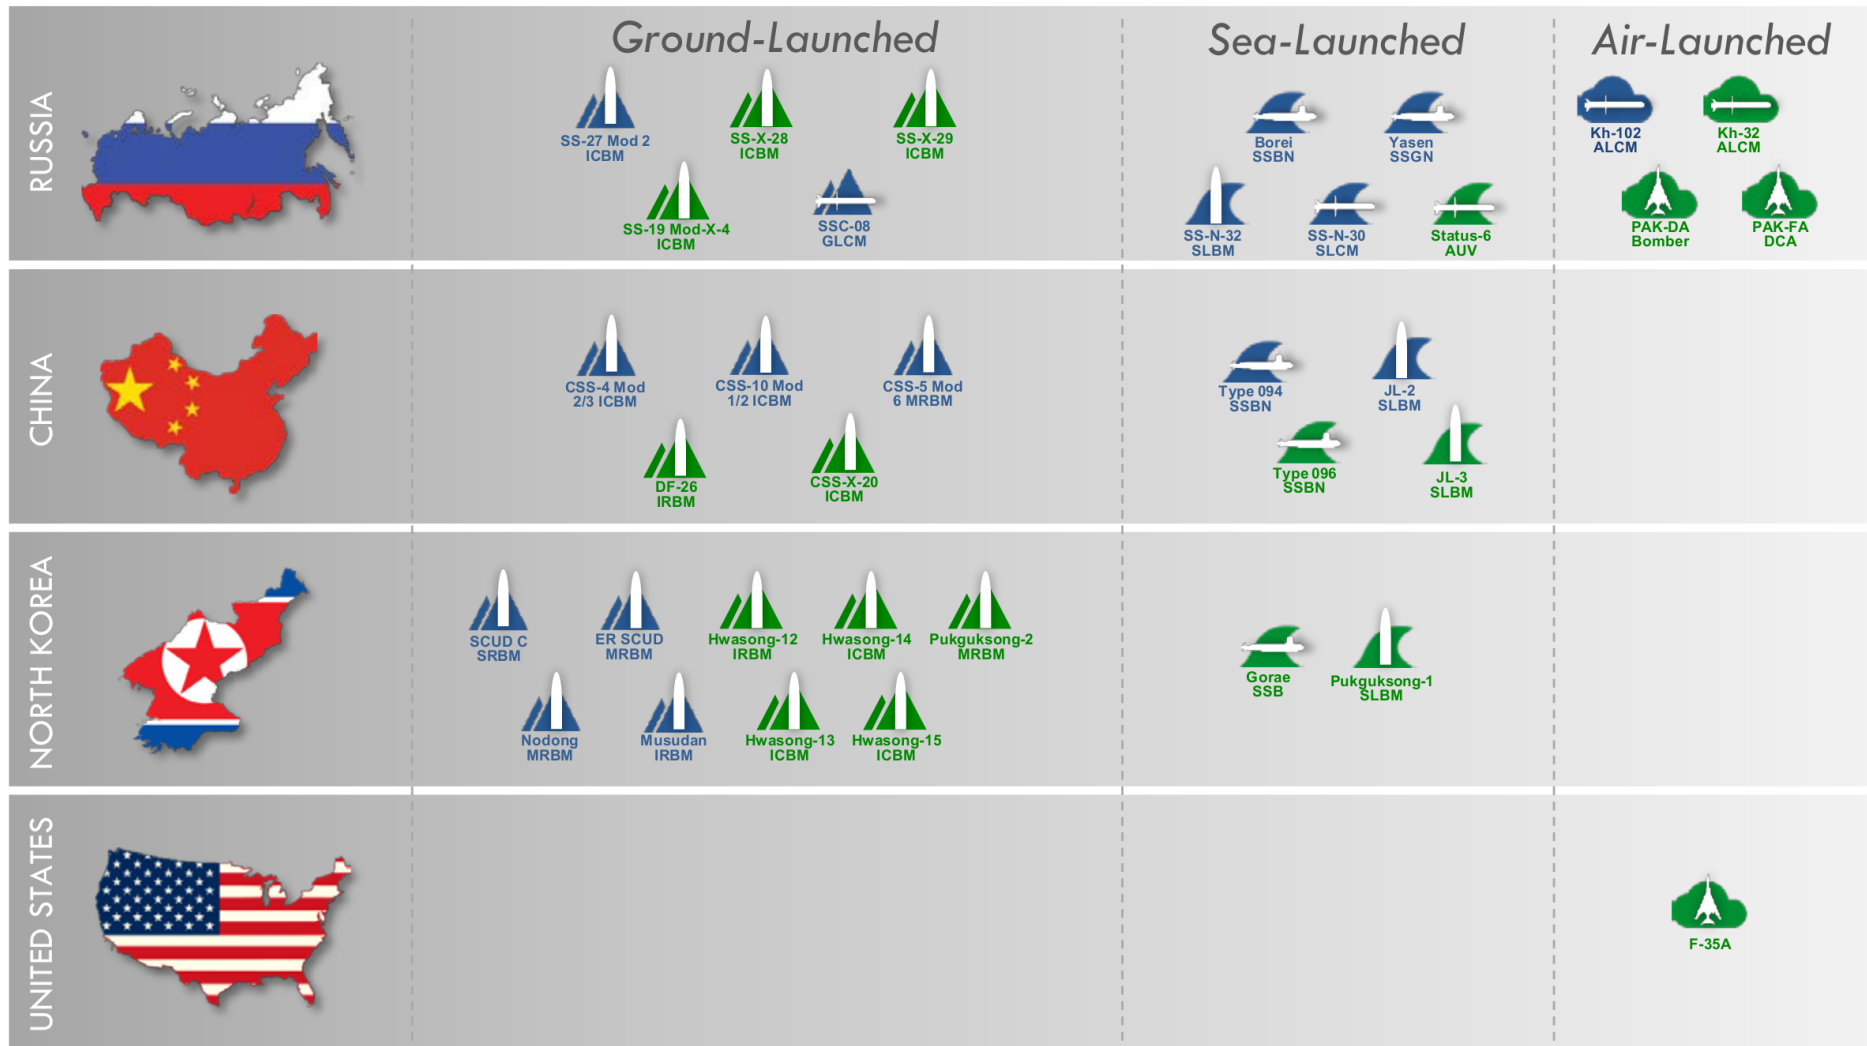 Ground-Launched
Sea-Launched
Air-Launched
RUSSIA
SS-27 Mod 2
ICBM
SS-X-28
ICBM
SS-X-29
ICBM
SS-19 Mod-X-4
ICBM
SSC-08
GLCM
Borei
SSBN
Yasen
SSGN
SS-N-32
SLBM
SS-N-30
SLCM
Status-6
AUV
Kh-102
ALCM
Kh-32
ALCM
PAK-DA
Bomber
PAK-FA
DCA
CHINA
CSS-4 Mod
2/3 ICBM
CSS-10 Mod
1/2 ICBM
CSS-5 Mod
6 MRBM
DF-26
IRBM
CSS-X-20
ICBM
Type 094
SSBN
JL-2
SLBM
Type 096
SSBN
JL-3
SLBM
NORTH KOREA
SCUD C
SRBM
ER SCUD
MRBM
Hwasong-12
IRBM
Hwasong-14
ICBM
Pukguksong-2
MRBM
Nodong
MRBM
Musudan
IRBM
Hwasong-13
ICBM
Hwasong-15
ICBM
Gorae
SSB
Pukguksong-1
SLBM
UNITED STATES
F-35A